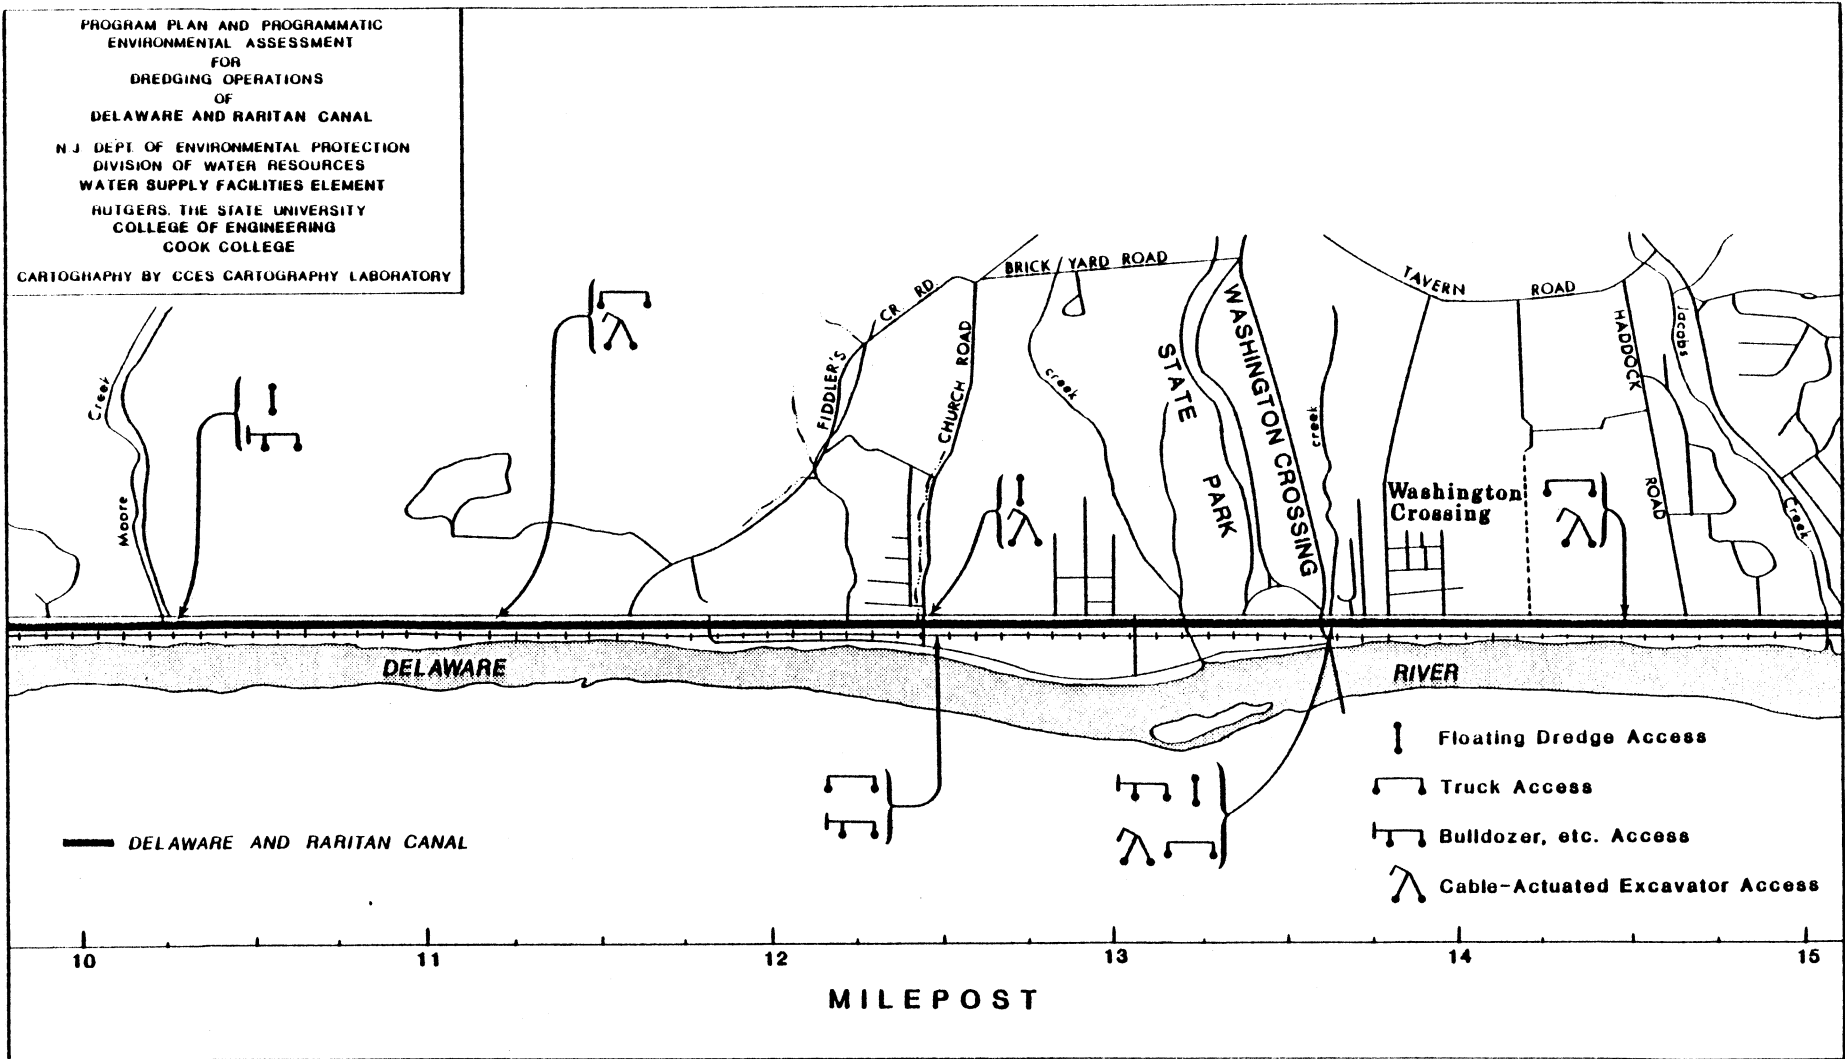 PROGRAM PLAN AND PROGRAMMATIC
ENVIRONMENTAL ASSESSMENT
FOR
DREDGING OPERATIONS
OF
DELAWARE AND RARITAN CANAL
N J DEPT. OF ENVIRONMENTAL PROTECTION
DIVISION OF WATER RESOURCES
WATER SUPPLY FACILITIES ELEMENT
RUTGERS, THE STATE UNIVERSITY
COLLEGE OF ENGINEERING
COOK COLLEGE
CARTOGRAPHY BY CCES CARTOGRAPHY LABORATORY
Moore
Creek
FIDDLER'S
CR RD.
CHURCH ROAD
BRICK YARD ROAD
creek
STATE
PARK
WASHINGTON CROSSING
creek
TAVERN
ROAD
HADDOCK
ROAD
Jacobs
Creek
Washington
Crossing
DELAWARE
RIVER
Floating Dredge Access
Truck Access
Bulldozer, etc. Access
Cable-Actuated Excavator Access
DELAWARE AND RARITAN CANAL
10
11
12
13
14
15
MILEPOST